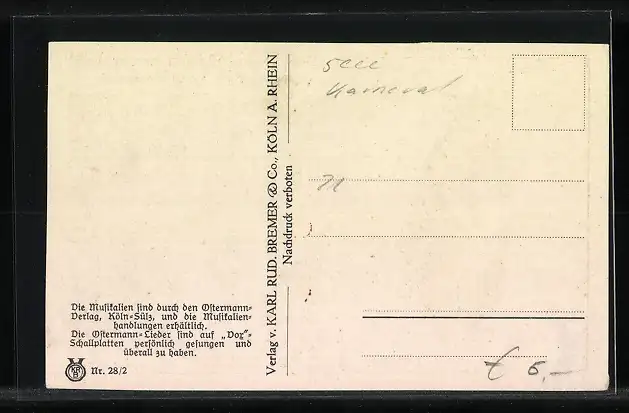 Die Musikalien sind durch den Ostermann-
Verlag, Köln-Sülz, und die Musikalien-
handlungen erhältlich.
Die Ostermann-Lieder sind auf „Vox"-
Schallplatten persönlich gesungen und
überall zu haben.
KRB
Nr. 28/2
Verlag v. KARL RUD. BREMER & Co., KÖLN A. RHEIN
Nachdruck verboten
Karneval
€ 6,—